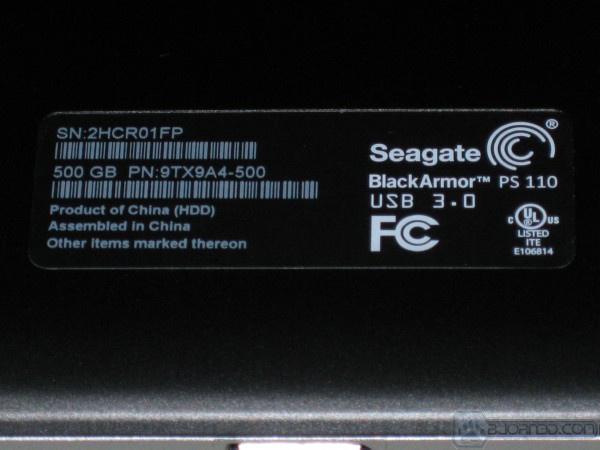 SN:2HCR01FP
500 GB PN:9TX9A4-500
Product of China (HDD)
Assembled in China
Other items marked thereon
Seagate ®
BlackArmor™ PS 110
USB 3.0
FC
C UL US
LISTED
ITE
E106814